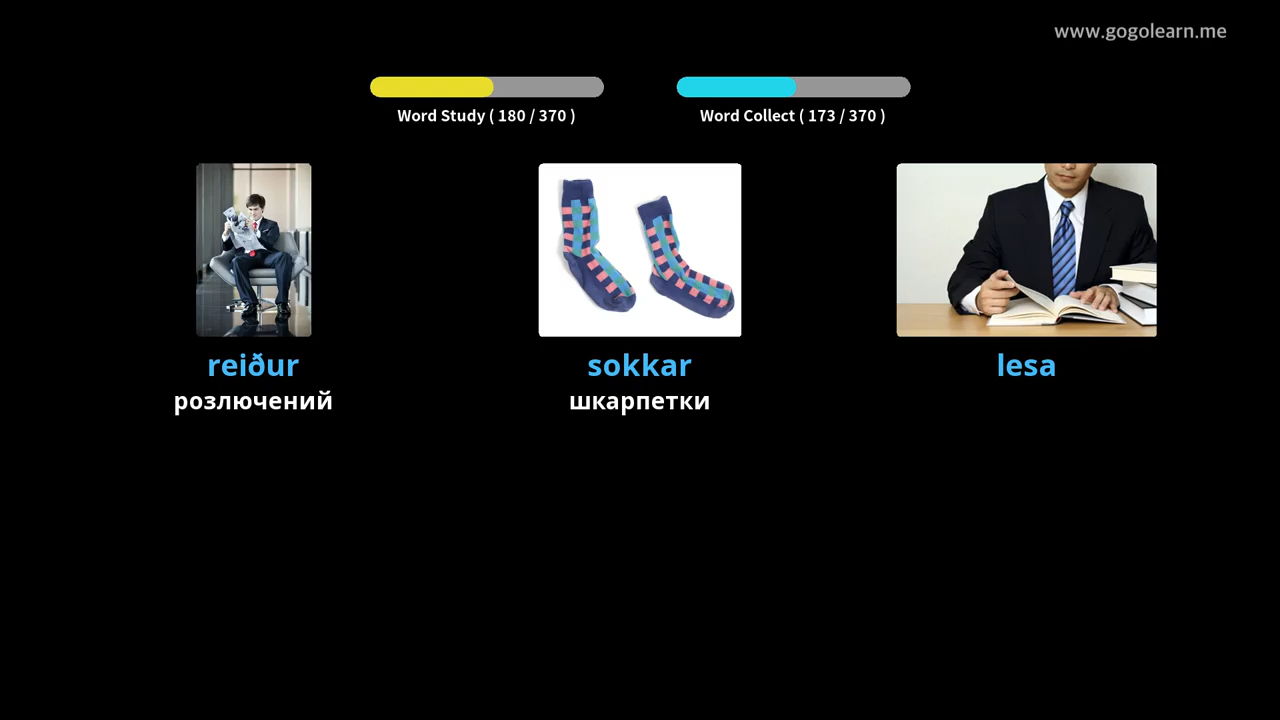 www.gogolearn.me
Word Study ( 180 / 370 )
Word Collect ( 173 / 370 )
reiður
розлючений
sokkar
шкарпетки
lesa